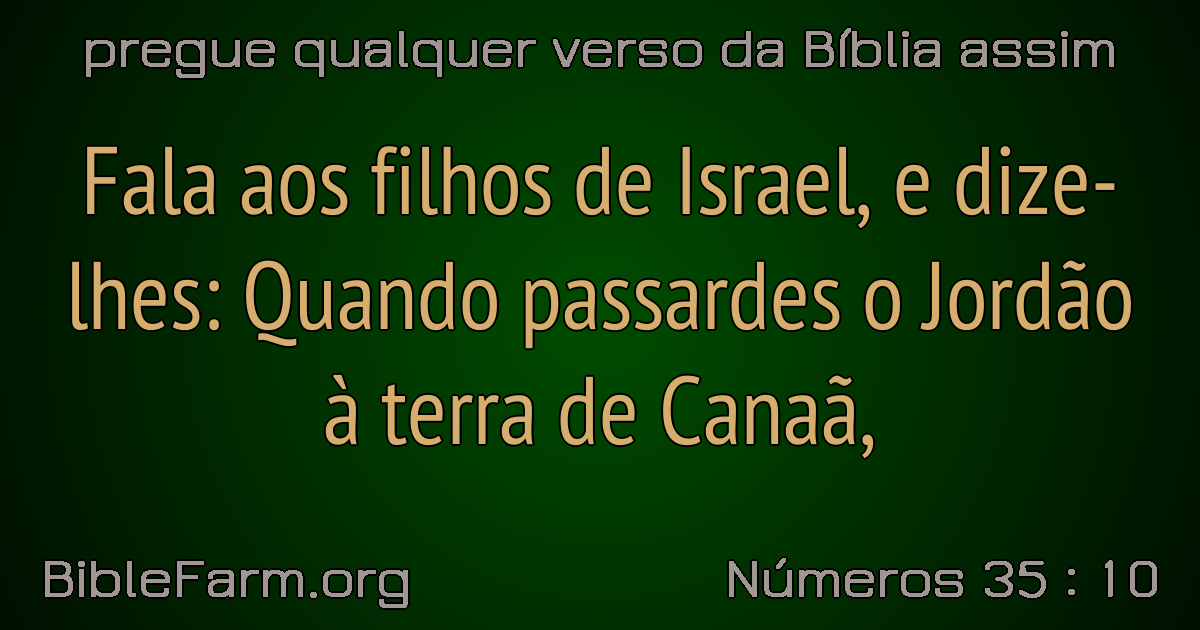 pregue qualquer verso da Bíblia assim
Fala aos filhos de Israel, e dize-
lhes: Quando passardes o Jordão
à terra de Canaã,
BibleFarm.org
Números 35 : 10